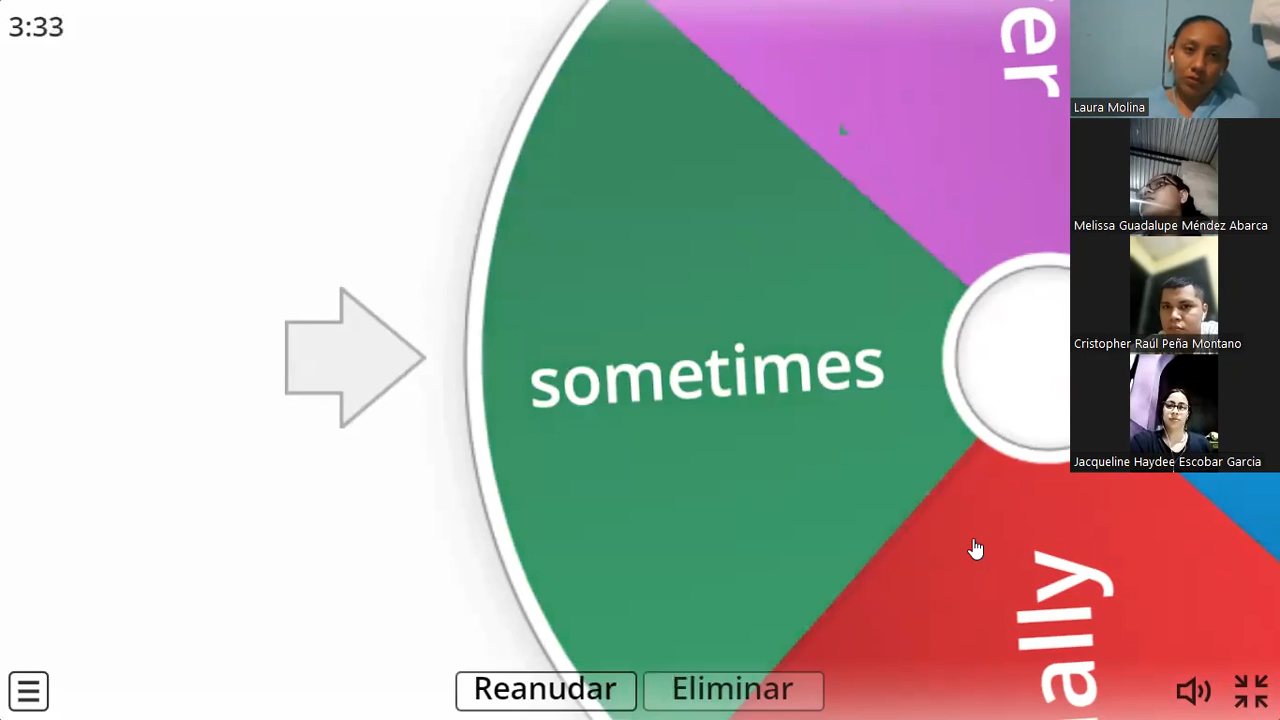 3:33
er
sometimes
ally
Reanudar
Eliminar
Laura Molina
Melissa Guadalupe Méndez Abarca
Cristopher Raúl Peña Montano
Jacqueline Haydee Escobar Garcia